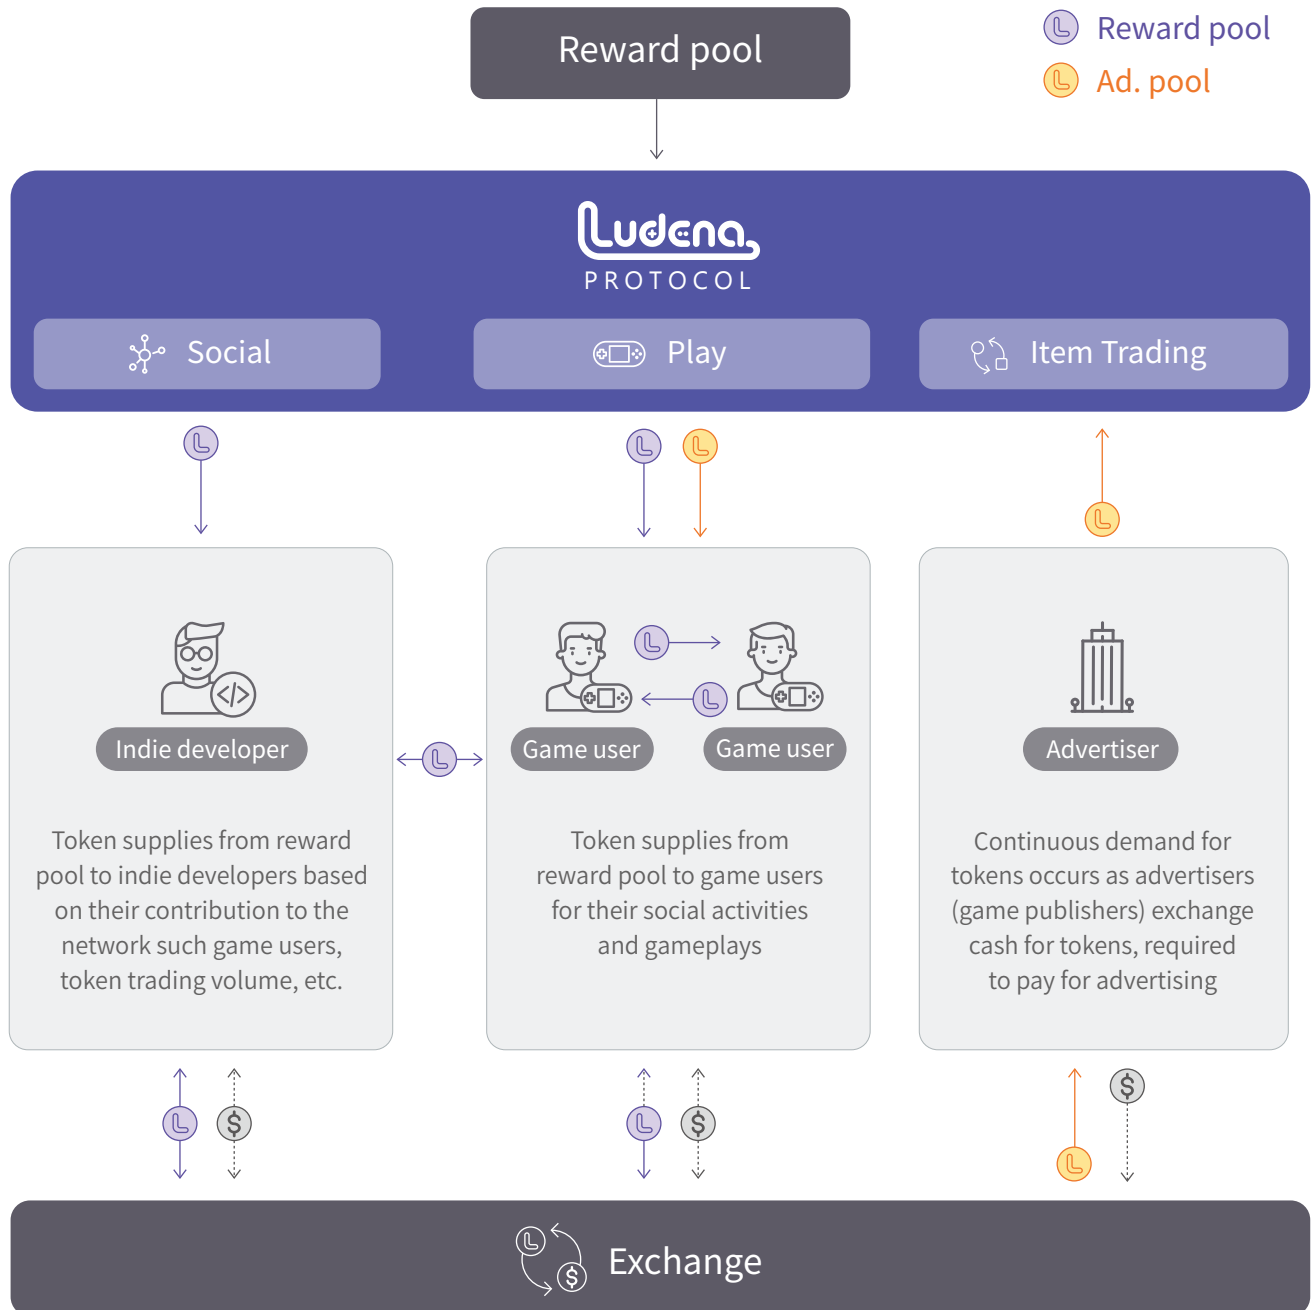 Reward pool
Reward pool
Ad. pool
Ludena
PROTOCOL
Social
Play
Item Trading
Indie developer
Token supplies from reward
pool to indie developers based
on their contribution to the
network such game users,
token trading volume, etc.
Game user
Game user
Token supplies from
reward pool to game users
for their social activities
and gameplays
Advertiser
Continuous demand for
tokens occurs as advertisers
(game publishers) exchange
cash for tokens, required
to pay for advertising
$
$
$
$
Exchange